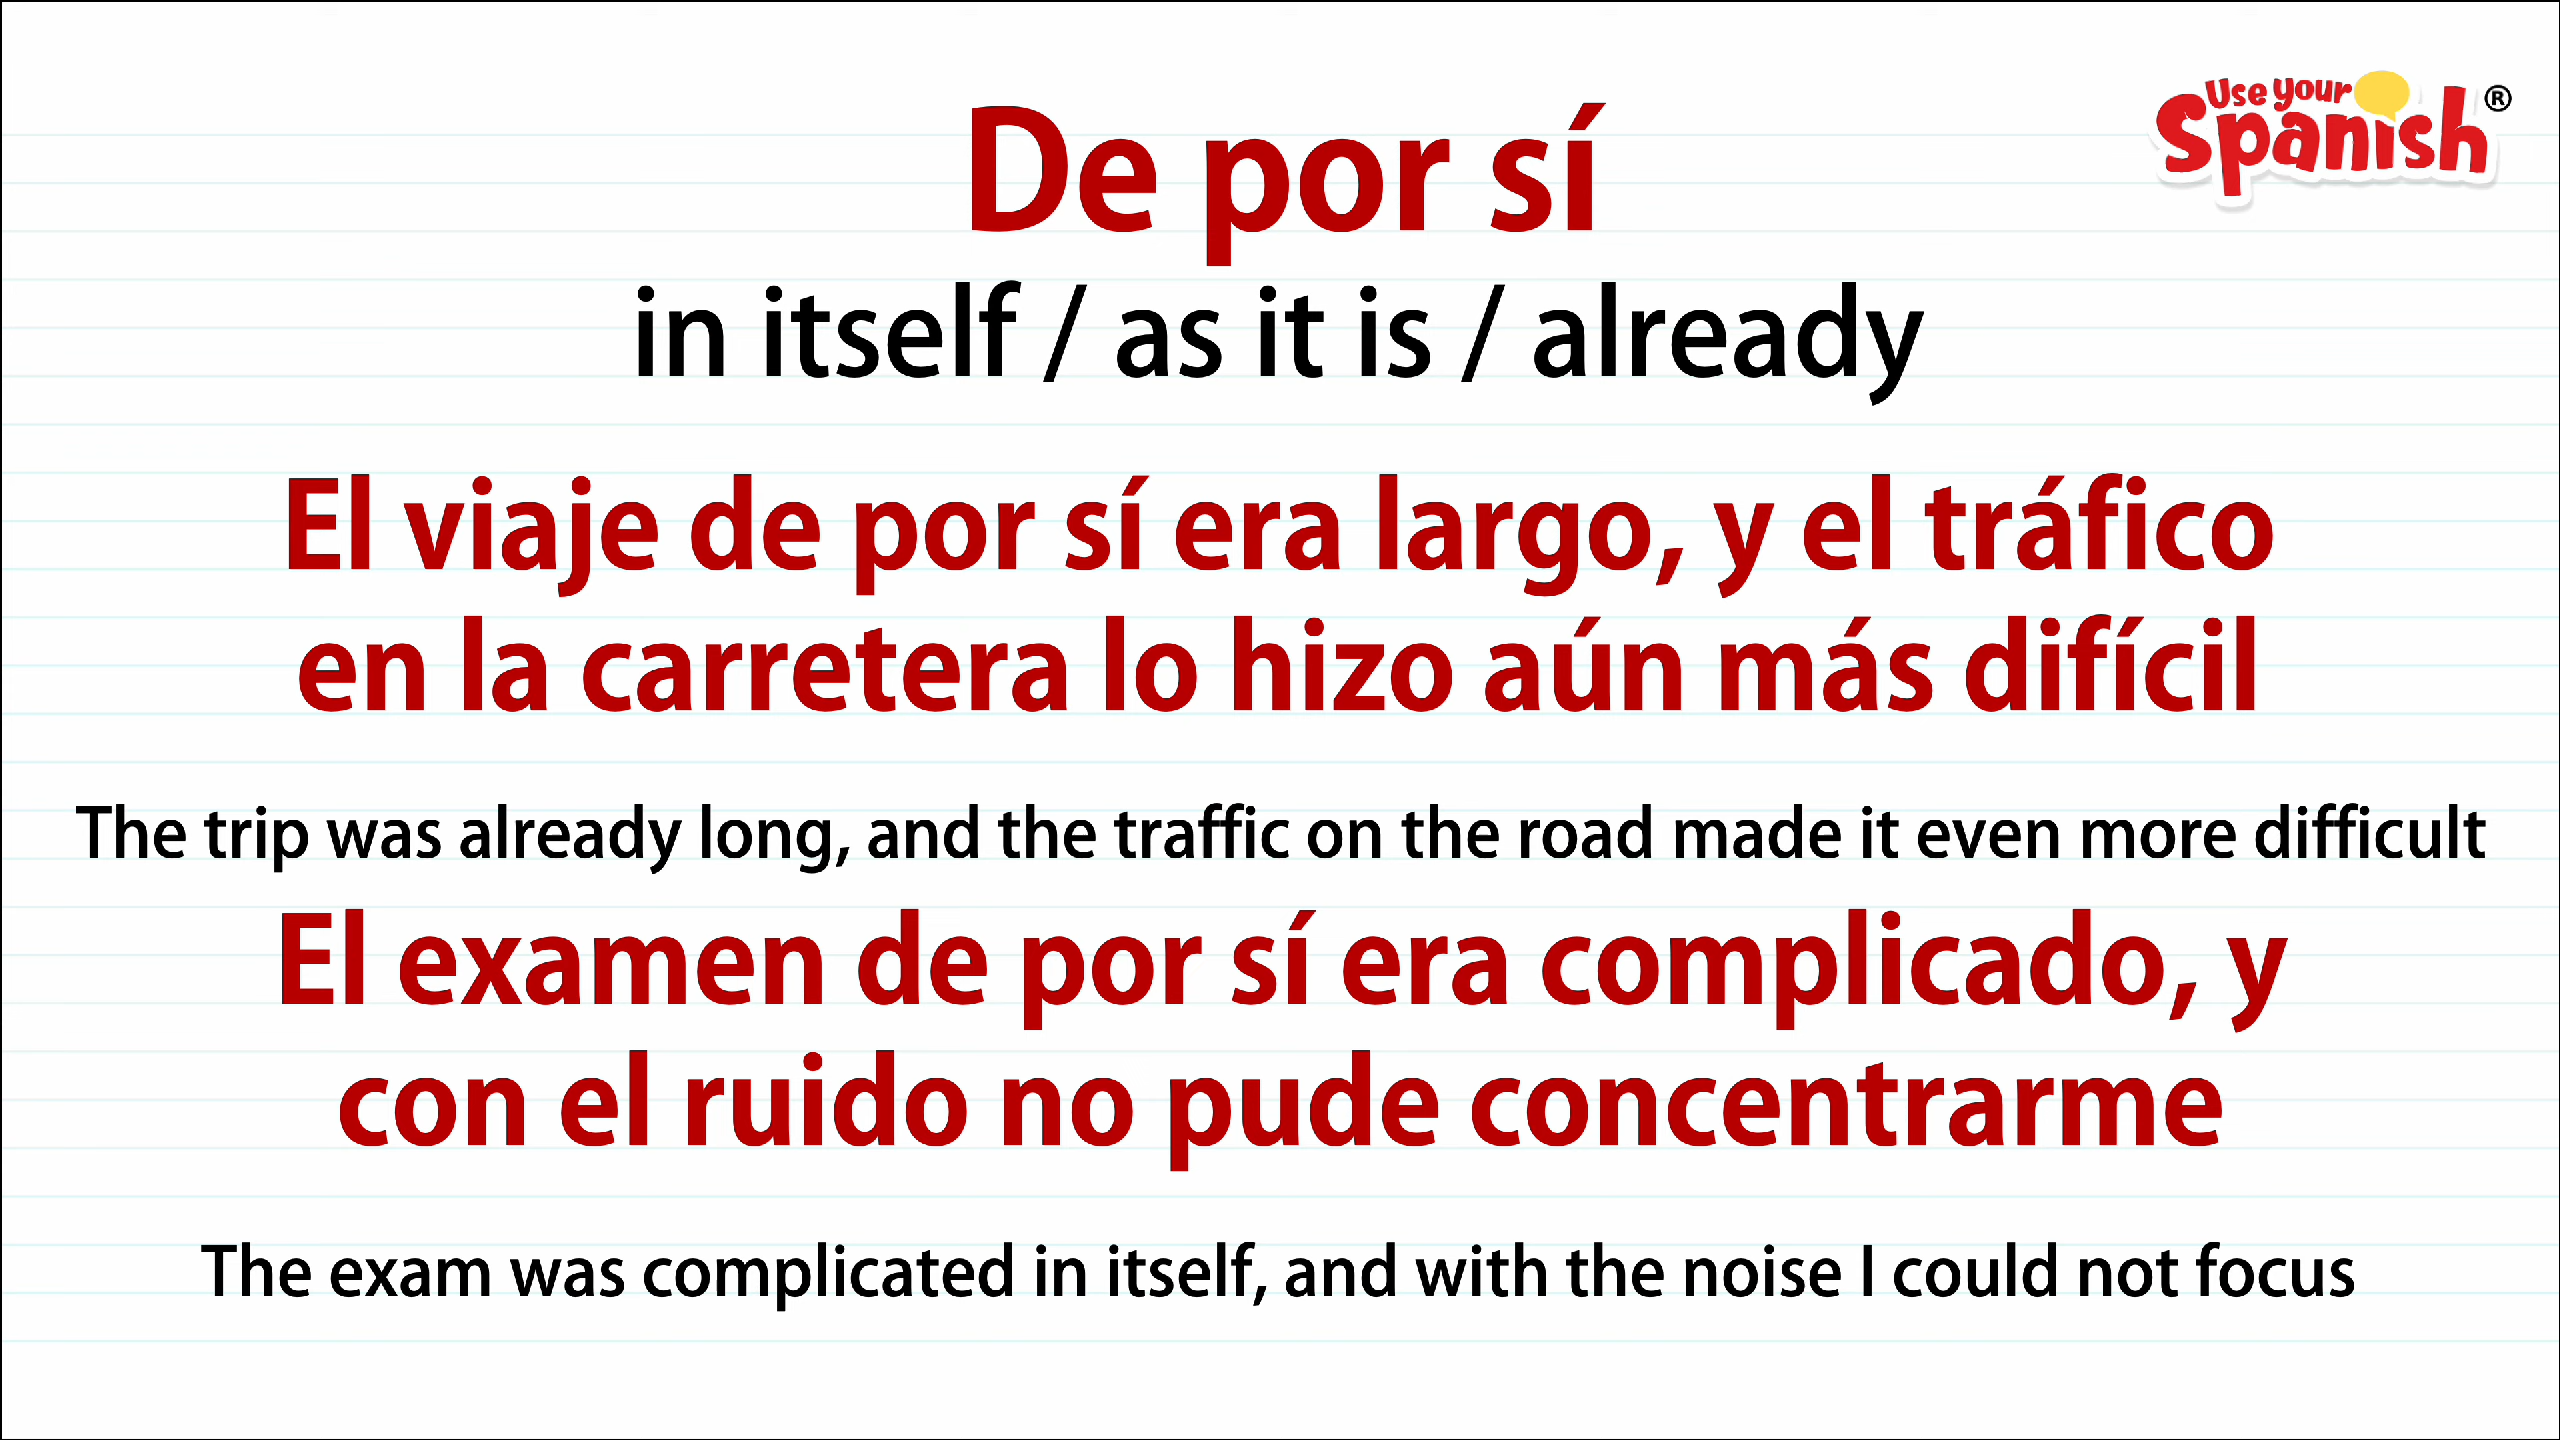 Use your
Spanish®
De por sí
in itself / as it is / already
El viaje de por sí era largo, y el tráfico
en la carretera lo hizo aún más difícil
The trip was already long, and the traffic on the road made it even more difficult
El examen de por sí era complicado, y
con el ruido no pude concentrarme
The exam was complicated in itself, and with the noise I could not focus